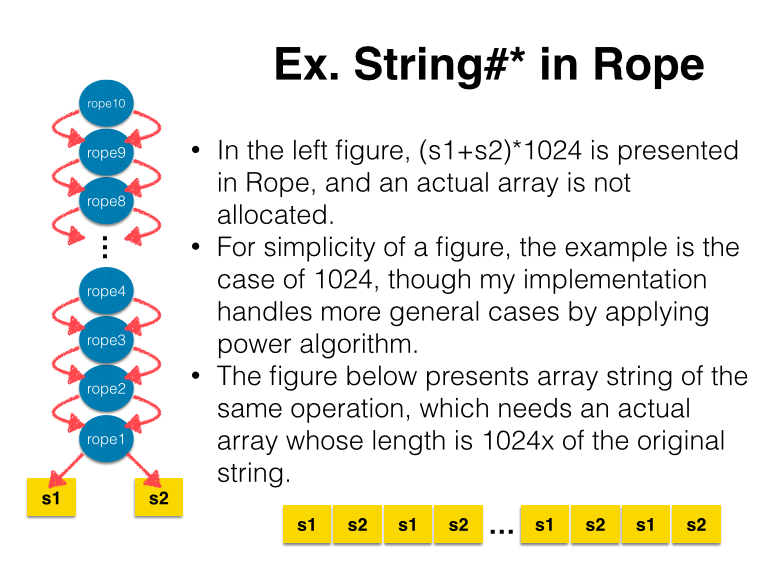 Ex. String#* in Rope
rope10
rope9
rope8
⋮
rope4
rope3
rope2
rope1
s1
s2
• In the left figure, (s1+s2)*1024 is presented
in Rope, and an actual array is not
allocated.
• For simplicity of a figure, the example is the
case of 1024, though my implementation
handles more general cases by applying
power algorithm.
• The figure below presents array string of the
same operation, which needs an actual
array whose length is 1024x of the original
string.
s1 s2 s1 s2 ... s1 s2 s1 s2